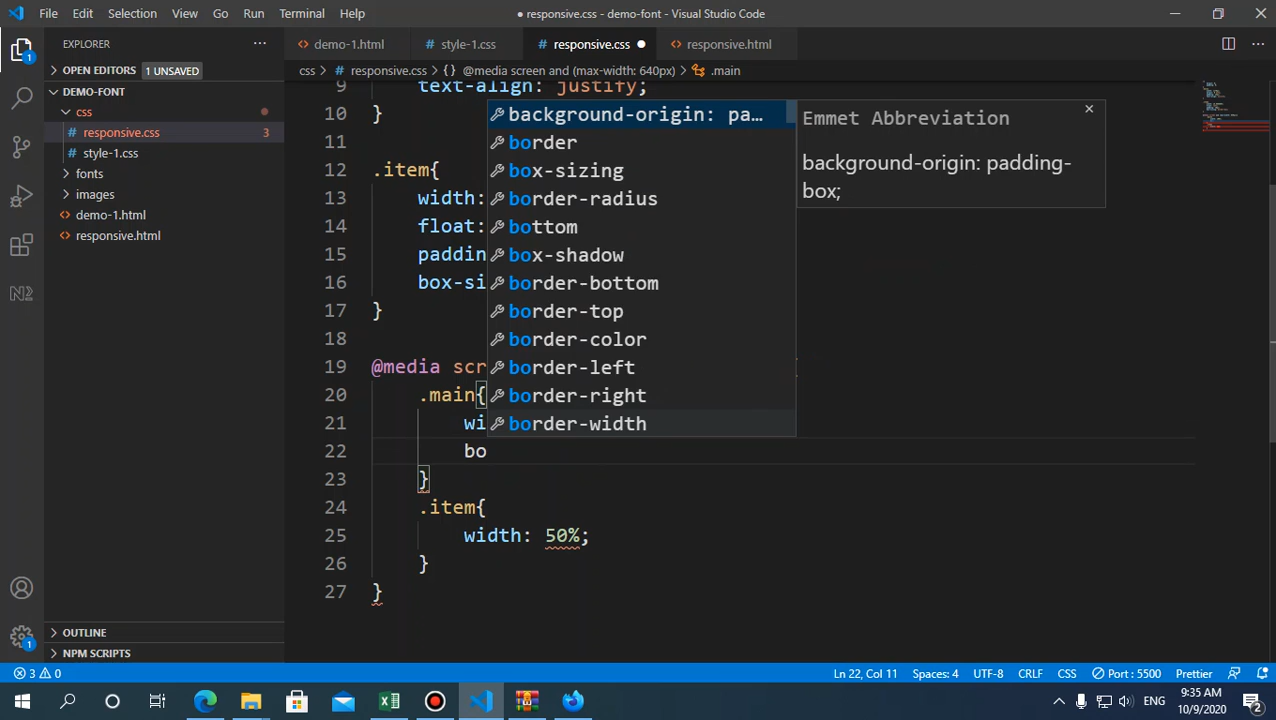 File Edit Selection View Go Run Terminal Help
● responsive.css - demo-font - Visual Studio Code
EXPLORER
demo-1.html style-1.css responsive.css responsive.html
css > responsive.css > {} @media screen and (max-width: 640px) > .main
OPEN EDITORS 1 UNSAVED
DEMO-FONT
css
responsive.css 3
style-1.css
fonts
images
demo-1.html
responsive.html
OUTLINE
NPM SCRIPTS
9 text-align: justify;
10 }
11
12 .item{
13 width:
14 float:
15 paddin
16 box-si
17 }
18
19 @media scr
20 .main{
21 wi
22 bo
23 }
24 .item{
25 width: 50%;
26 }
27 }
background-origin: pa...
border
box-sizing
border-radius
bottom
box-shadow
border-bottom
border-top
border-color
border-left
border-right
border-width
Emmet Abbreviation
background-origin: padding-
box;
3 0 Ln 22, Col 11 Spaces: 4 UTF-8 CRLF CSS Port : 5500 Prettier
ENG 9:35 AM
10/9/2020 2